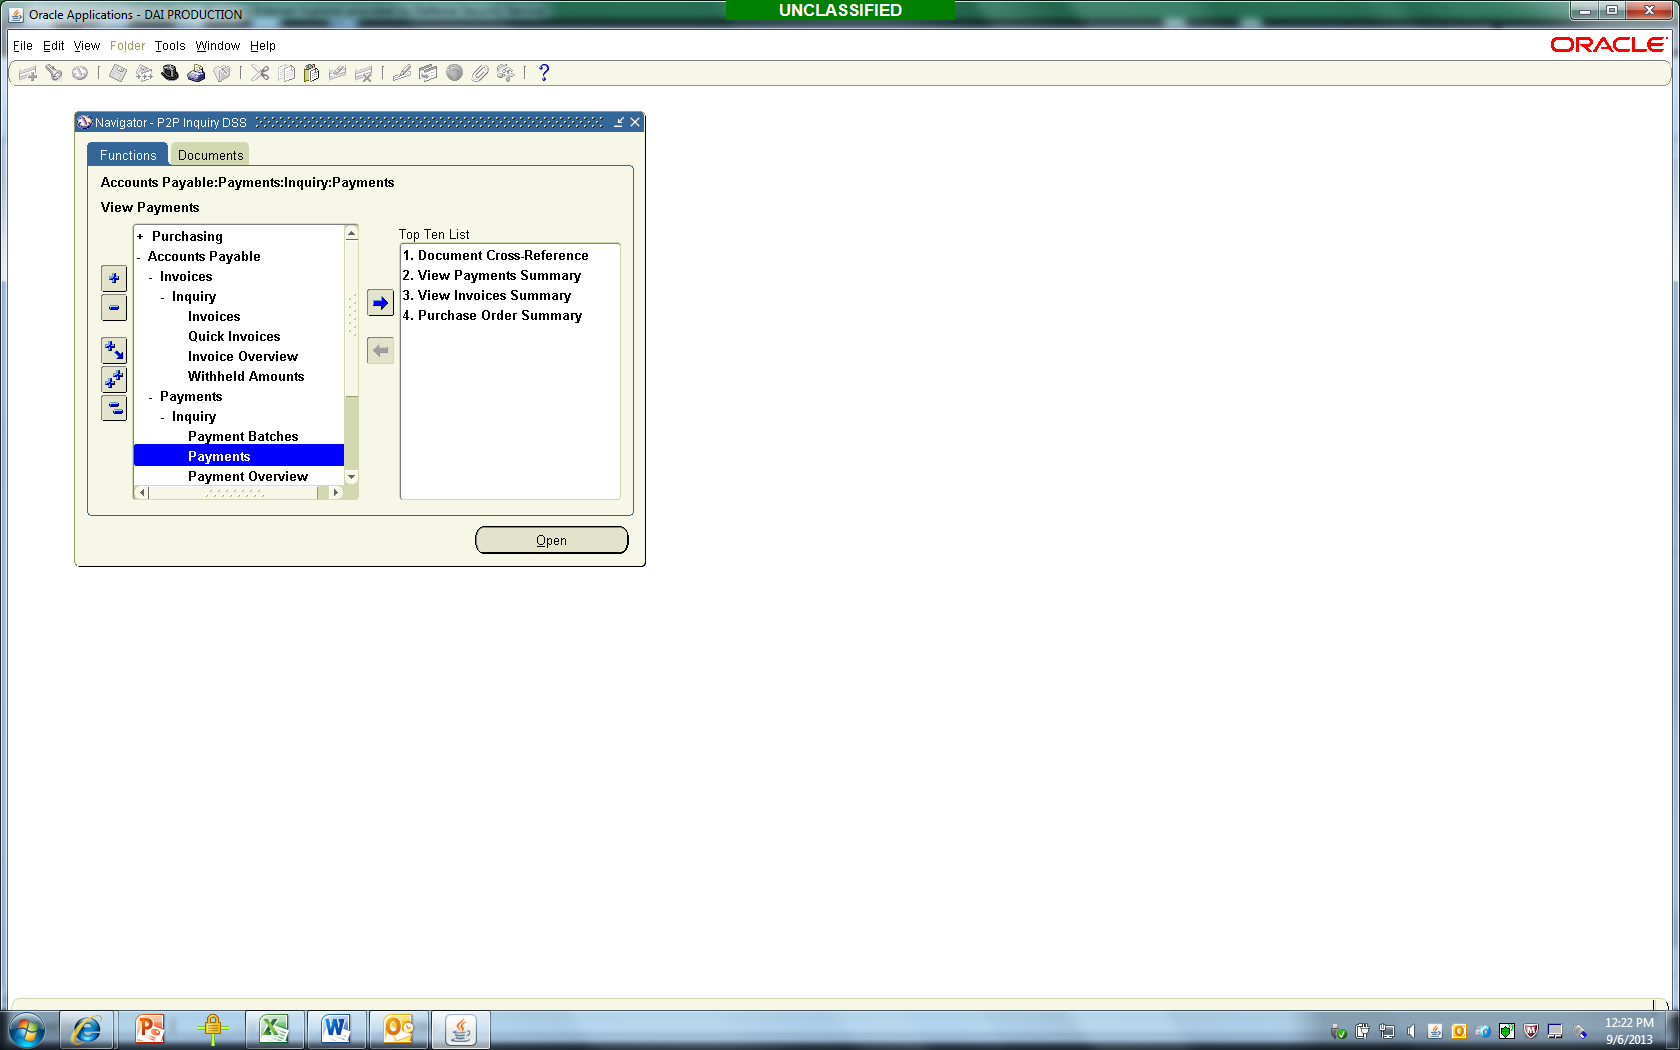 UNCLASSIFIED
Oracle Applications - DAI PRODUCTION
File Edit View Folder Tools Window Help
ORACLE
Navigator - P2P Inquiry DSS
Functions Documents
Accounts Payable:Payments:Inquiry:Payments
View Payments
+ Purchasing
- Accounts Payable
- Invoices
- Inquiry
Invoices
Quick Invoices
Invoice Overview
Withheld Amounts
- Payments
- Inquiry
Payment Batches
Payments
Payment Overview
Top Ten List
1. Document Cross-Reference
2. View Payments Summary
3. View Invoices Summary
4. Purchase Order Summary
Open
12:22 PM
9/6/2013